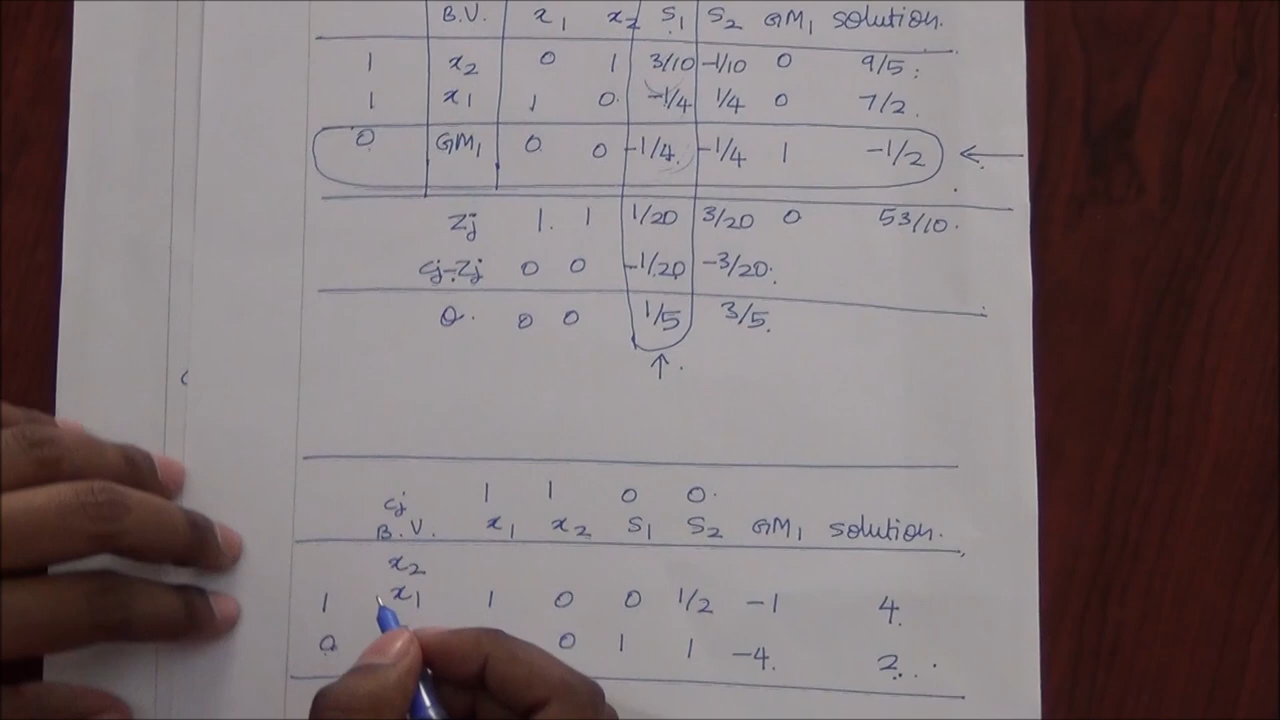 B.V. x₁ x₂ S₁ S₂ GM₁ solution.
1 x₂ 0 1 3/10 -1/10 0 9/5
1 x₁ 1 0 -1/4 1/4 0 7/2
0 GM₁ 0 0 -1/4 -1/4 1 -1/2 ←
Zj 1 1 1/20 3/20 0 53/10
Cj-Zj 0 0 -1/20 -3/20
θ 0 0 1/5 3/5
↑
Cj 1 1 0 0
B.V. x₁ x₂ S₁ S₂ GM₁ solution.
x₂
1 x₁ 1 0 0 1/2 -1 4
0 0 1 1 -4 2